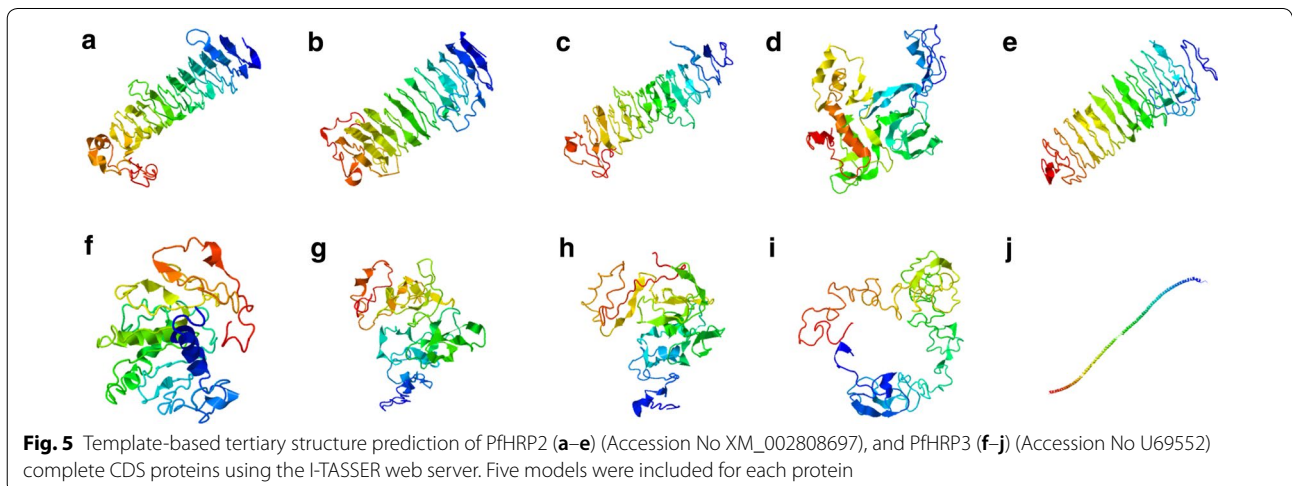 a b c d e
f g h i j
Fig. 5 Template-based tertiary structure prediction of PfHRP2 (a–e) (Accession No XM_002808697), and PfHRP3 (f–j) (Accession No U69552)
complete CDS proteins using the I-TASSER web server. Five models were included for each protein